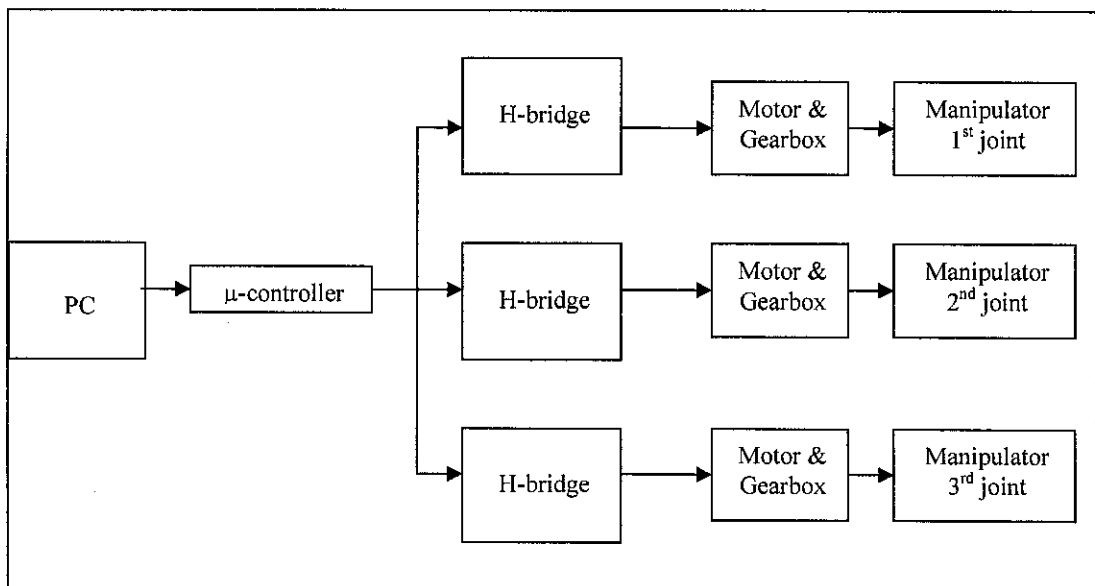 PC
μ-controller
H-bridge
Motor &
Gearbox
Manipulator
1st joint
H-bridge
Motor &
Gearbox
Manipulator
2nd joint
H-bridge
Motor &
Gearbox
Manipulator
3rd joint